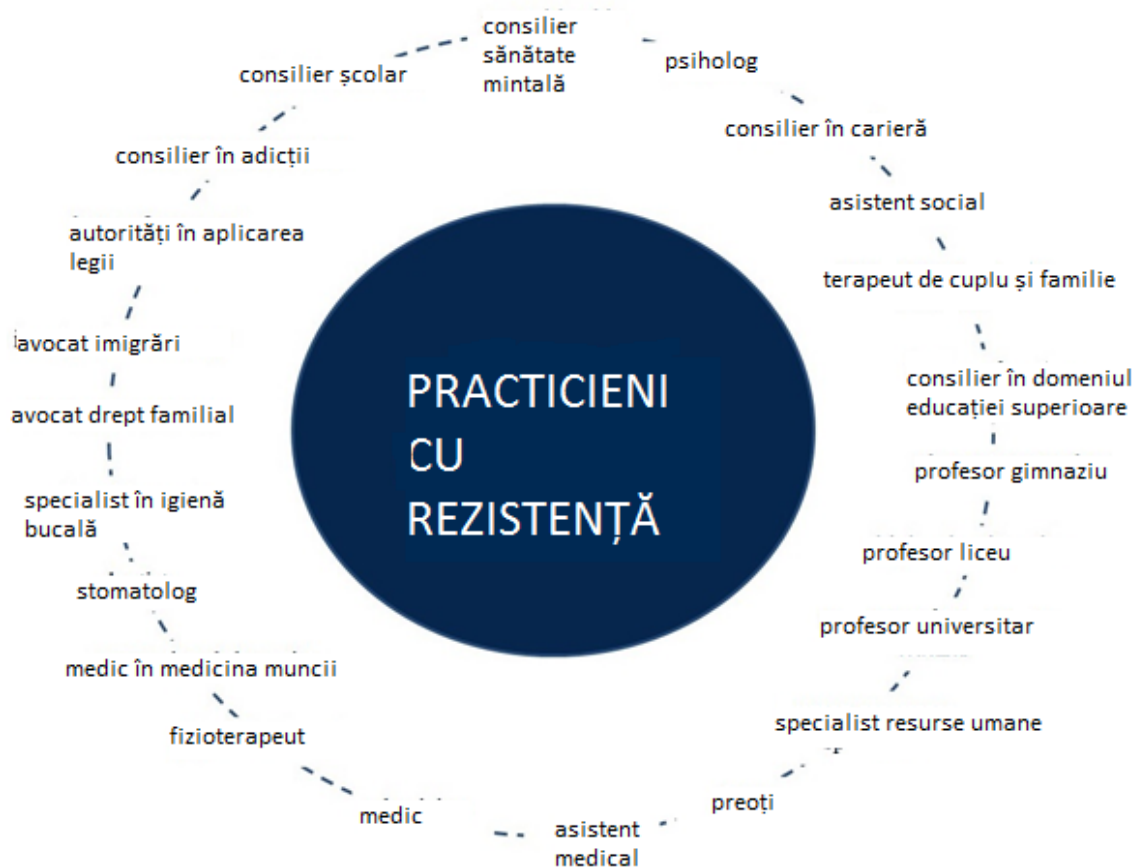 consilier
sănătate
mintală
psiholog
consilier în carieră
asistent social
terapeut de cuplu și familie
consilier în domeniul
educației superioare
profesor gimnaziu
profesor liceu
profesor universitar
specialist resurse umane
preoți
asistent
medical
medic
fizioterapeut
medic în medicina muncii
stomatolog
specialist în igienă
bucală
avocat drept familial
avocat imigrări
autorități în aplicarea
legii
consilier în adicții
consilier școlar
PRACTICIENI
CU
REZISTENȚĂ